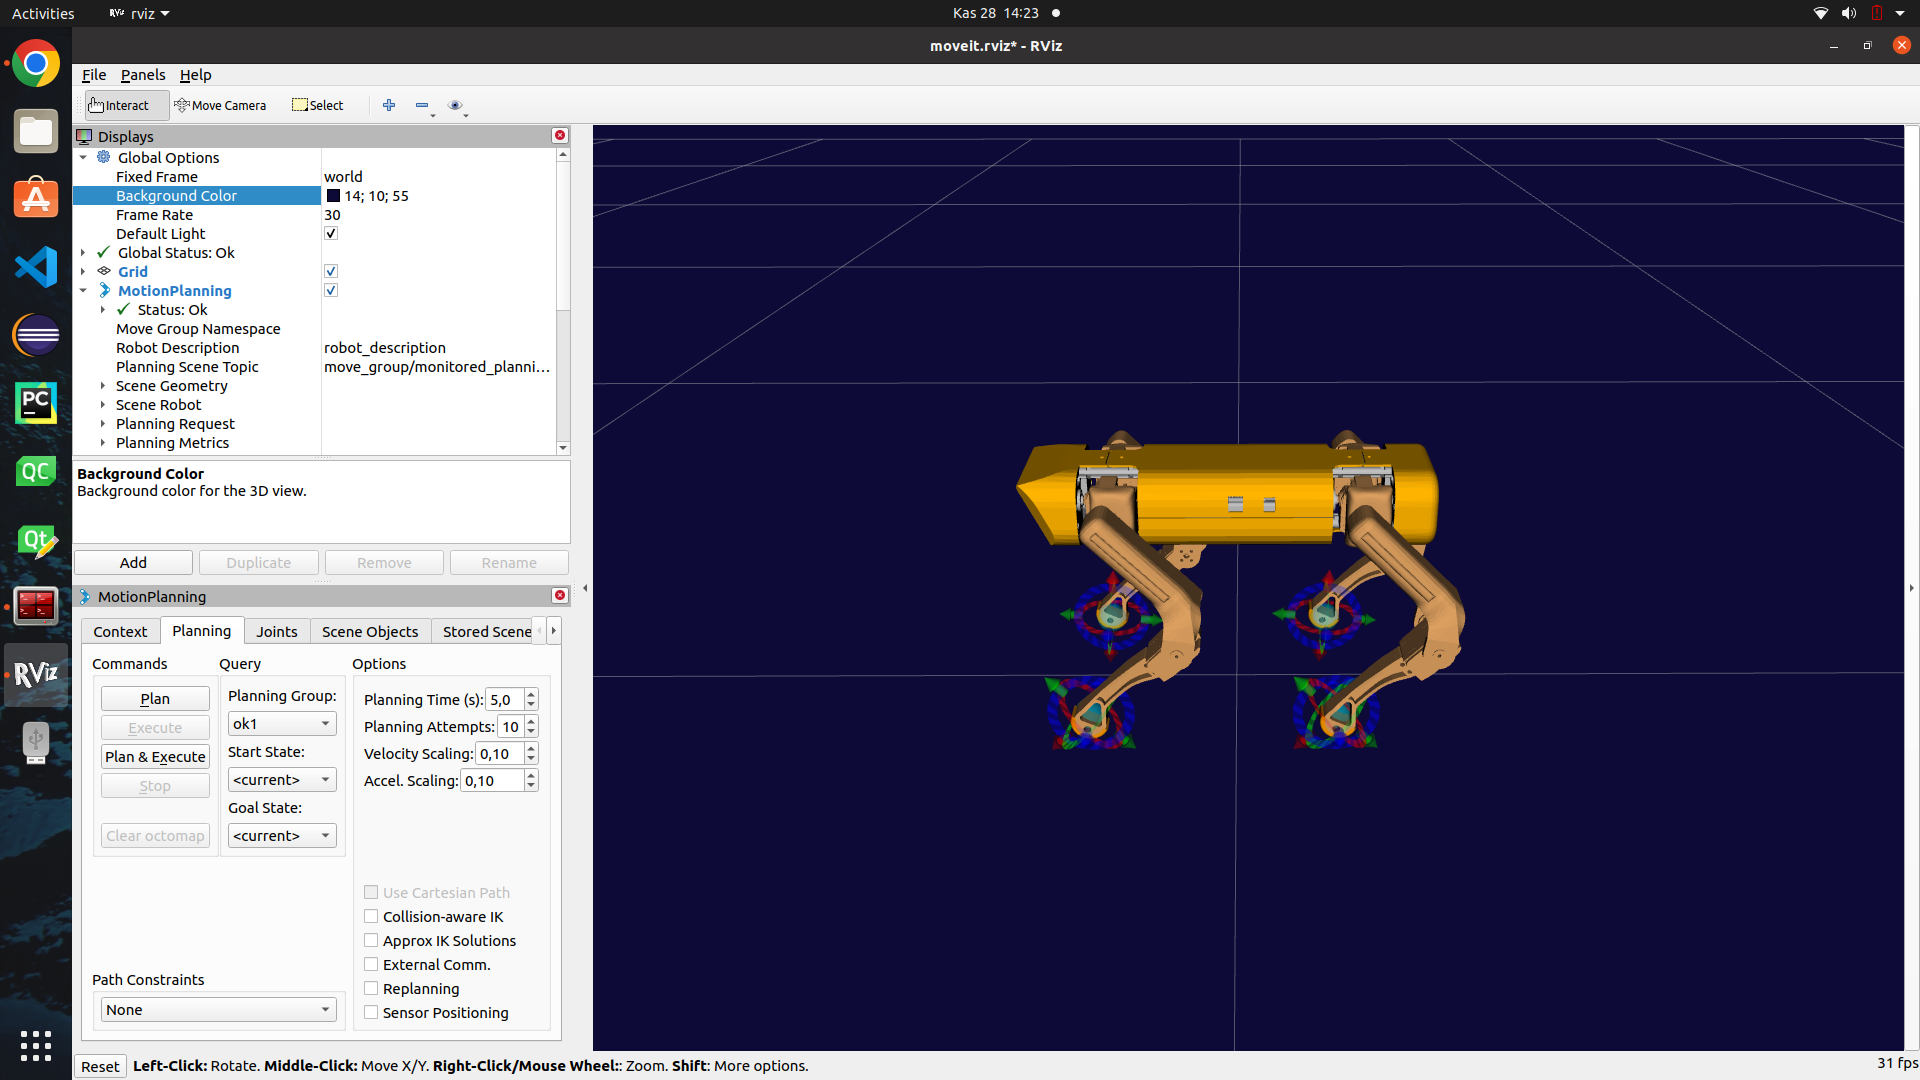 Activities
RViz rviz
Kas 28 14:23
moveit.rviz* - RViz
File Panels Help
Interact Move Camera Select
Displays
Global Options
Fixed Frame world
Background Color 14; 10; 55
Frame Rate 30
Default Light
Global Status: Ok
Grid
MotionPlanning
Status: Ok
Move Group Namespace
Robot Description robot_description
Planning Scene Topic move_group/monitored_planni...
Scene Geometry
Scene Robot
Planning Request
Planning Metrics
Background Color
Background color for the 3D view.
Add Duplicate Remove Rename
MotionPlanning
Context Planning Joints Scene Objects Stored Scene
Commands Query Options
Plan
Execute
Plan & Execute
Stop
Clear octomap
Planning Group:
ok1
Start State:
<current>
Goal State:
<current>
Planning Time (s): 5,0
Planning Attempts: 10
Velocity Scaling: 0,10
Accel. Scaling: 0,10
Use Cartesian Path
Collision-aware IK
Approx IK Solutions
External Comm.
Replanning
Sensor Positioning
Path Constraints
None
Reset Left-Click: Rotate. Middle-Click: Move X/Y. Right-Click/Mouse Wheel:: Zoom. Shift: More options.
31 fps
PC
QC
Qt
RViz